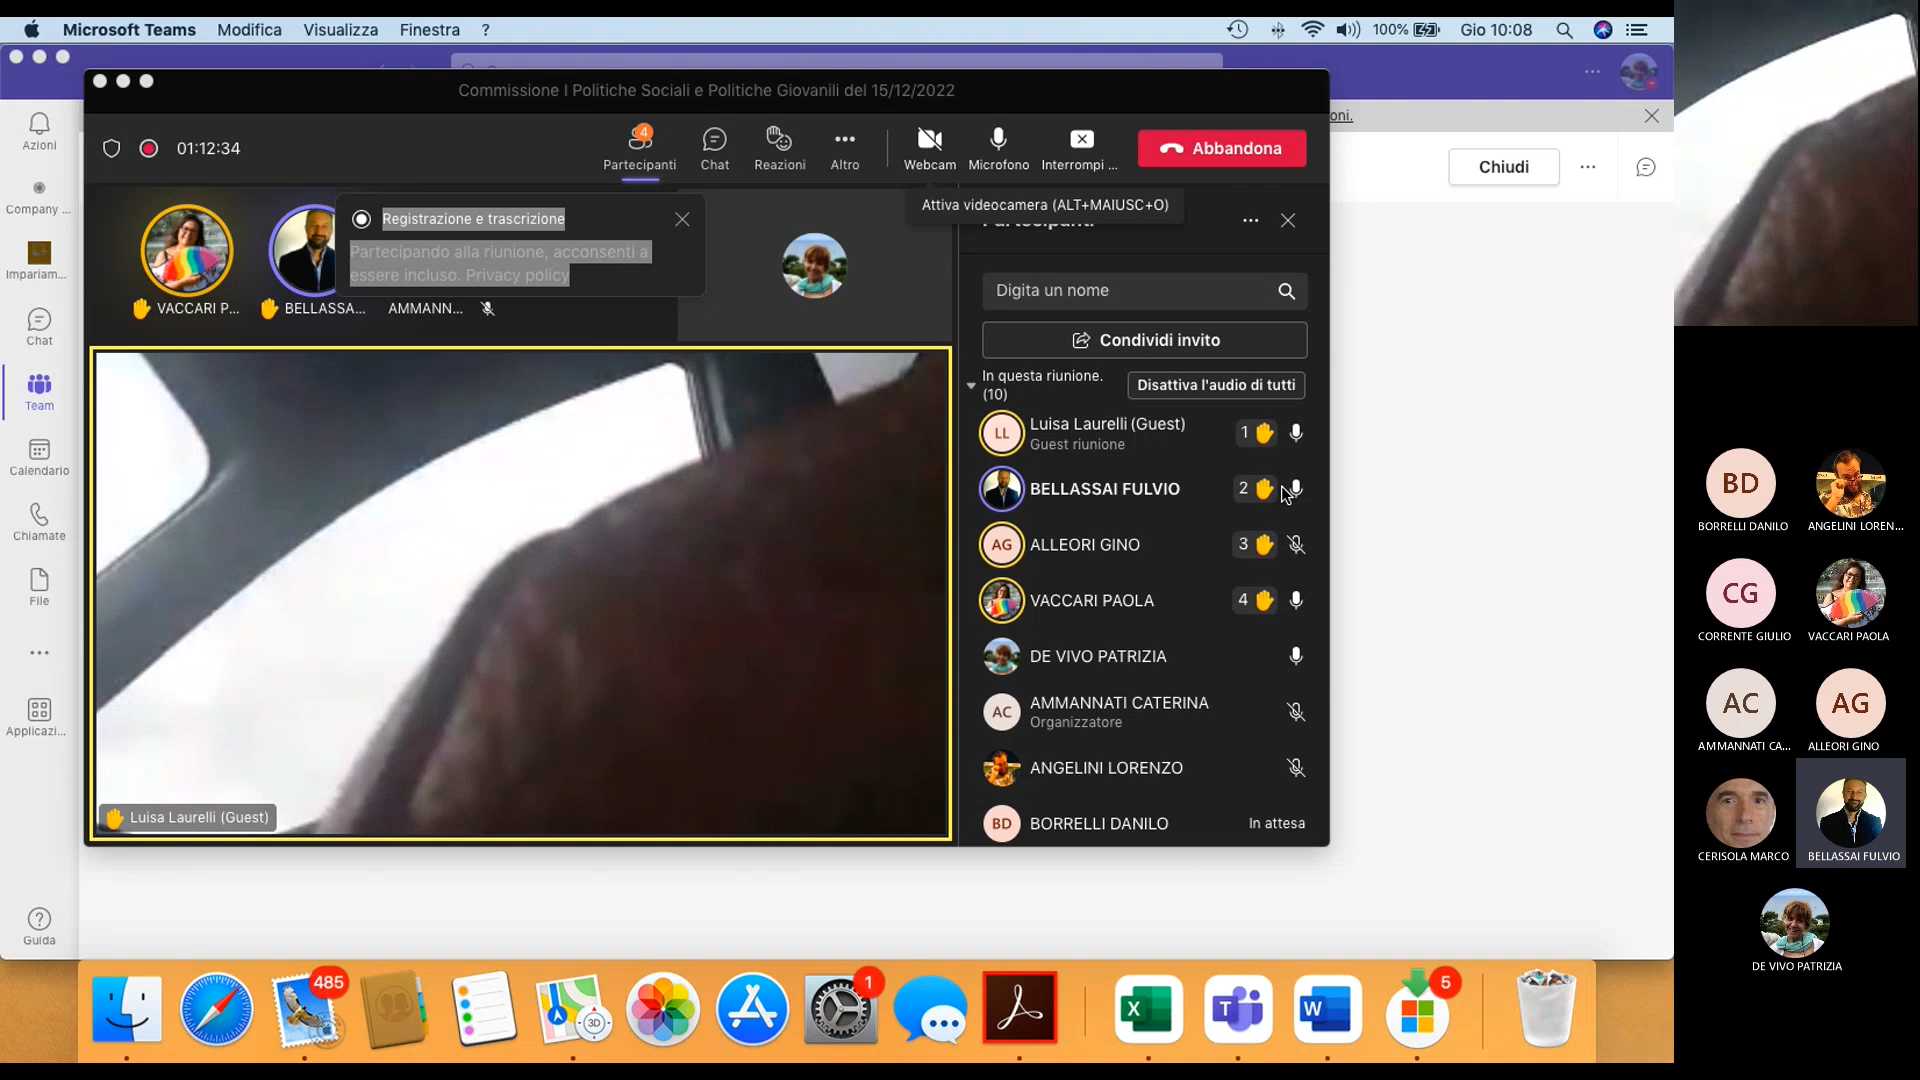 Microsoft Teams Modifica Visualizza Finestra ?
100% Gio 10:08
Commissione I Politiche Sociali e Politiche Giovanili del 15/12/2022
oni.
01:12:34
4
Partecipanti Chat Reazioni Altro Webcam Microfono Interrompi ... Abbandona
Chiudi
Attiva videocamera (ALT+MAIUSC+O)
Registrazione e trascrizione
Partecipando alla riunione, acconsenti a
essere incluso. Privacy policy
VACCARI P... BELLASSA... AMMANN...
Partecipanti
Digita un nome
Condividi invito
In questa riunione.
(10)
Disattiva l'audio di tutti
LL Luisa Laurelli (Guest) 1
Guest riunione
BELLASSAI FULVIO 2
AG ALLEORI GINO 3
VACCARI PAOLA 4
DE VIVO PATRIZIA
AC AMMANNATI CATERINA
Organizzatore
ANGELINI LORENZO
BD BORRELLI DANILO In attesa
Luisa Laurelli (Guest)
Azioni
Company ...
Impariam...
Chat
Team
Calendario
Chiamate
File
Applicazi...
Guida
BD
BORRELLI DANILO ANGELINI LOREN...
CG
CORRENTE GIULIO VACCARI PAOLA
AC AG
AMMANNATI CA... ALLEORI GINO
CERISOLA MARCO BELLASSAI FULVIO
DE VIVO PATRIZIA
485
3D
1
X
T
W
5